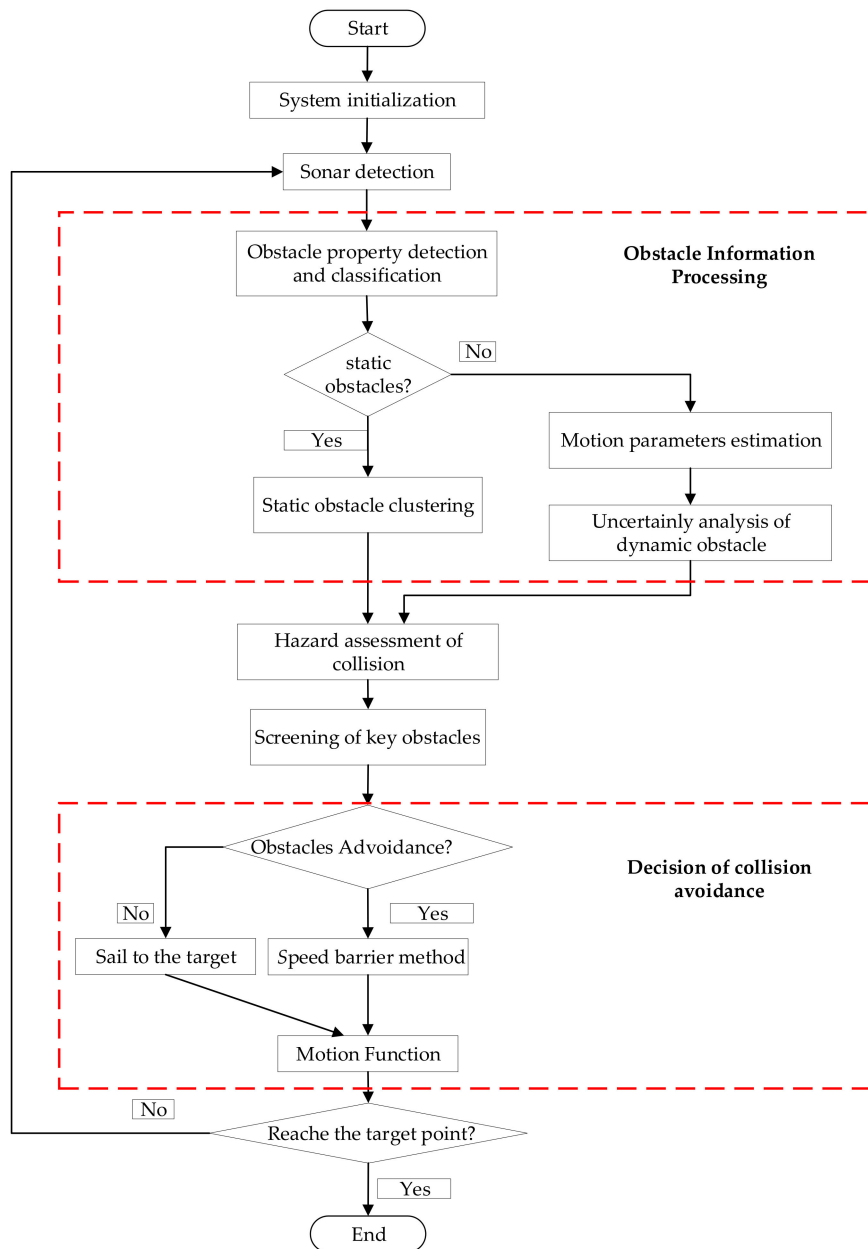 Start
System initialization
Sonar detection
Obstacle property detection
and classification
Obstacle Information
Processing
static
obstacles?
No
Yes
Motion parameters estimation
Static obstacle clustering
Uncertainly analysis of
dynamic obstacle
Hazard assessment of
collision
Screening of key obstacles
Obstacles Advoidance?
Decision of collision
avoidance
No
Yes
Sail to the target
Speed barrier method
Motion Function
No
Reache the target point?
Yes
End